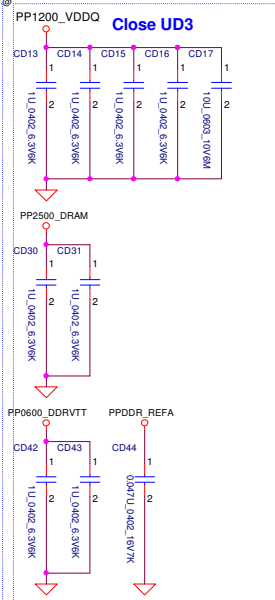 @
PP1200_VDDQ
Close UD3
CD13 CD14 CD15 CD16 CD17
1 1 1 1 1
2 2 2 2 2
1U_0402_6.3V6K
1U_0402_6.3V6K
1U_0402_6.3V6K
1U_0402_6.3V6K
10U_0603_10V6M
PP2500_DRAM
CD30 CD31
1 1
2 2
1U_0402_6.3V6K
1U_0402_6.3V6K
PP0600_DDRVTT PPDDR_REFA
CD42 CD43 CD44
1 1 1
2 2 2
1U_0402_6.3V6K
1U_0402_6.3V6K
0.047U_0402_16V7K